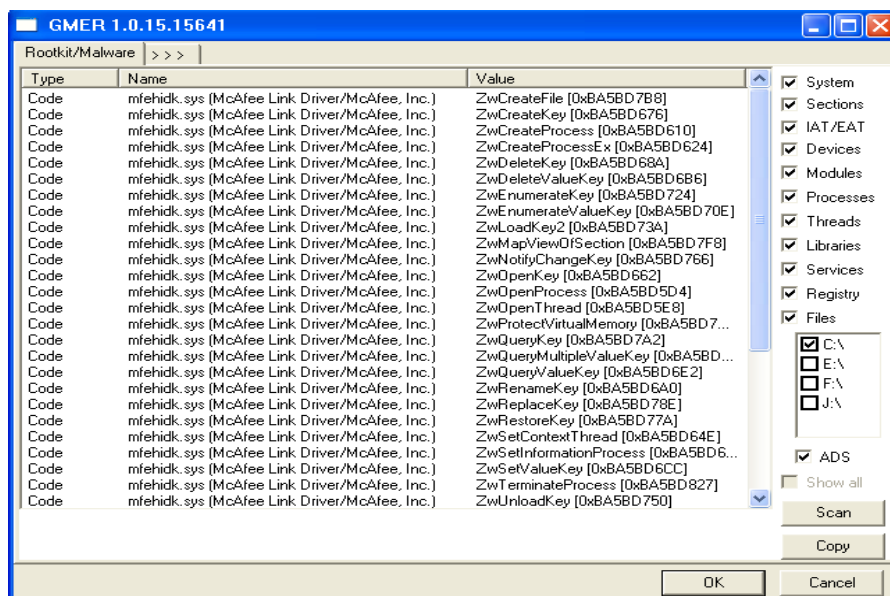 GMER 1.0.15.15641
Rootkit/Malware > > >
Type Name Value
Code mfehidk.sys (McAfee Link Driver/McAfee, Inc.) ZwCreateFile [0xBA5BD7B8]
Code mfehidk.sys (McAfee Link Driver/McAfee, Inc.) ZwCreateKey [0xBA5BD676]
Code mfehidk.sys (McAfee Link Driver/McAfee, Inc.) ZwCreateProcess [0xBA5BD610]
Code mfehidk.sys (McAfee Link Driver/McAfee, Inc.) ZwCreateProcessEx [0xBA5BD624]
Code mfehidk.sys (McAfee Link Driver/McAfee, Inc.) ZwDeleteKey [0xBA5BD68A]
Code mfehidk.sys (McAfee Link Driver/McAfee, Inc.) ZwDeleteValueKey [0xBA5BD6B6]
Code mfehidk.sys (McAfee Link Driver/McAfee, Inc.) ZwEnumerateKey [0xBA5BD724]
Code mfehidk.sys (McAfee Link Driver/McAfee, Inc.) ZwEnumerateValueKey [0xBA5BD70E]
Code mfehidk.sys (McAfee Link Driver/McAfee, Inc.) ZwLoadKey2 [0xBA5BD73A]
Code mfehidk.sys (McAfee Link Driver/McAfee, Inc.) ZwMapViewOfSection [0xBA5BD7F8]
Code mfehidk.sys (McAfee Link Driver/McAfee, Inc.) ZwNotifyChangeKey [0xBA5BD766]
Code mfehidk.sys (McAfee Link Driver/McAfee, Inc.) ZwOpenKey [0xBA5BD662]
Code mfehidk.sys (McAfee Link Driver/McAfee, Inc.) ZwOpenProcess [0xBA5BD5D4]
Code mfehidk.sys (McAfee Link Driver/McAfee, Inc.) ZwOpenThread [0xBA5BD5E8]
Code mfehidk.sys (McAfee Link Driver/McAfee, Inc.) ZwProtectVirtualMemory [0xBA5BD7...
Code mfehidk.sys (McAfee Link Driver/McAfee, Inc.) ZwQueryKey [0xBA5BD7A2]
Code mfehidk.sys (McAfee Link Driver/McAfee, Inc.) ZwQueryMultipleValueKey [0xBA5BD...
Code mfehidk.sys (McAfee Link Driver/McAfee, Inc.) ZwQueryValueKey [0xBA5BD6E2]
Code mfehidk.sys (McAfee Link Driver/McAfee, Inc.) ZwRenameKey [0xBA5BD6A0]
Code mfehidk.sys (McAfee Link Driver/McAfee, Inc.) ZwReplaceKey [0xBA5BD78E]
Code mfehidk.sys (McAfee Link Driver/McAfee, Inc.) ZwRestoreKey [0xBA5BD77A]
Code mfehidk.sys (McAfee Link Driver/McAfee, Inc.) ZwSetContextThread [0xBA5BD64E]
Code mfehidk.sys (McAfee Link Driver/McAfee, Inc.) ZwSetInformationProcess [0xBA5BD6...
Code mfehidk.sys (McAfee Link Driver/McAfee, Inc.) ZwSetValueKey [0xBA5BD6CC]
Code mfehidk.sys (McAfee Link Driver/McAfee, Inc.) ZwTerminateProcess [0xBA5BD827]
Code mfehidk.sys (McAfee Link Driver/McAfee, Inc.) ZwUnloadKey [0xBA5BD750]
System
Sections
IAT/EAT
Devices
Modules
Processes
Threads
Libraries
Services
Registry
Files
C:\
E:\
F:\
J:\
ADS
Show all
Scan
Copy
OK
Cancel